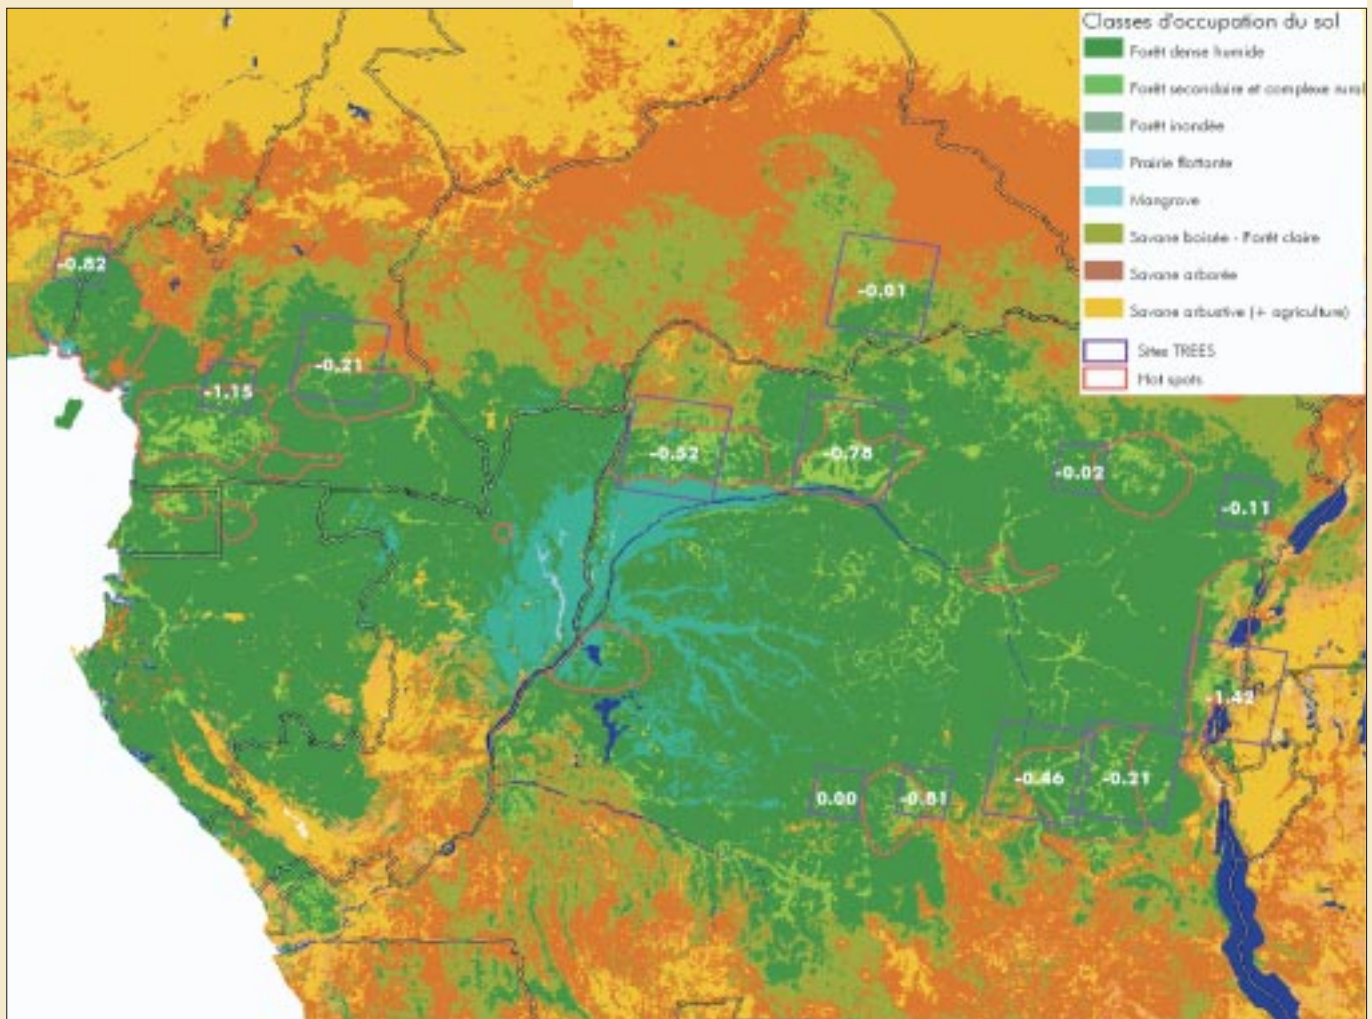 Classes d'occupation du sol
Forêt dense humide
Forêt secondaire et complexe rural
Forêt inondée
Prairie flottante
Mangrove
Savane boisée - Forêt claire
Savane arborée
Savane arbustive (+ agriculture)
Sites TREES
Hot spots
-0.82
-0.01
-0.21
-1.15
-0.52
-0.78
-0.02
-0.11
-1.42
-0.46
-0.21
0.00
-0.81